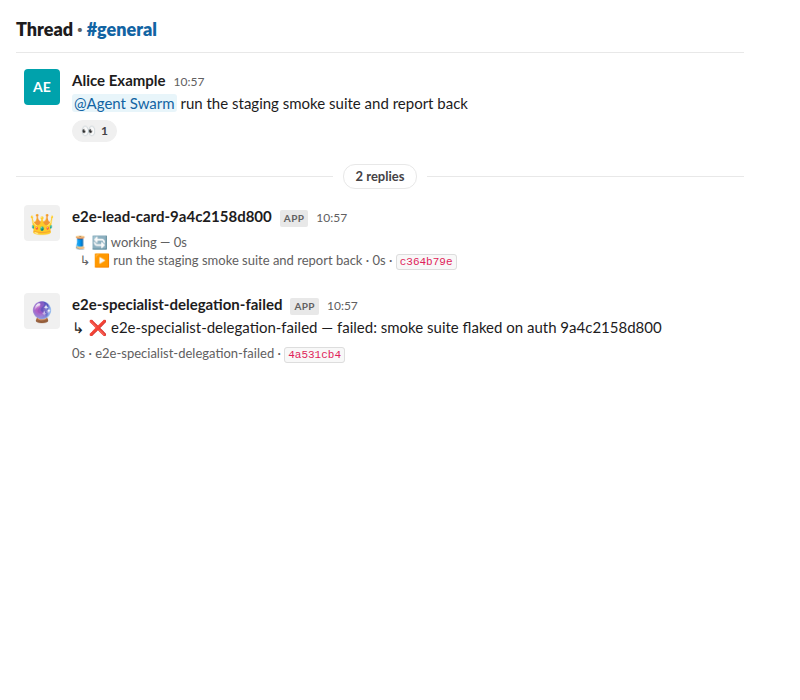 Thread • #general
AE
Alice Example 10:57
@Agent Swarm run the staging smoke suite and report back
👀 1
2 replies
e2e-lead-card-9a4c2158d800 APP 10:57
🧵 🔄 working — 0s
↳ ▶️ run the staging smoke suite and report back · 0s · c364b79e
e2e-specialist-delegation-failed APP 10:57
↳ ❌ e2e-specialist-delegation-failed — failed: smoke suite flaked on auth 9a4c2158d800
0s · e2e-specialist-delegation-failed · 4a531cb4